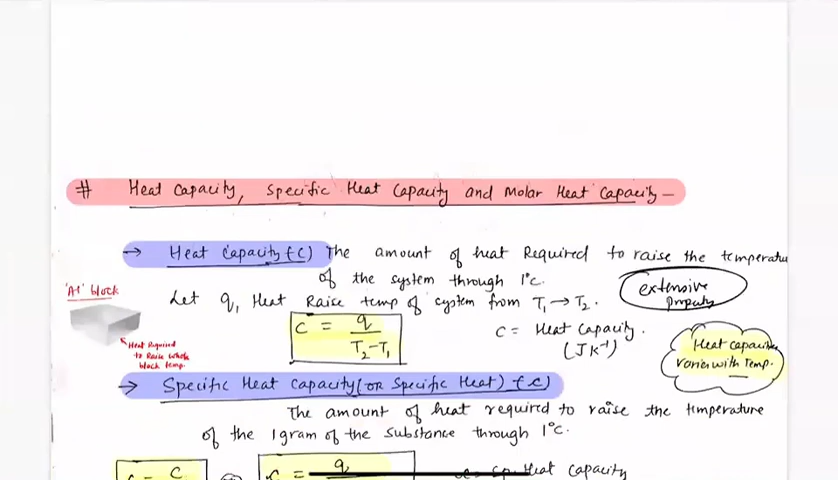 # Heat Capacity, Specific Heat Capacity and Molar Heat Capacity —
→ Heat Capacity (C) The amount of heat Required to raise the temperatu
of the system through 1°C.
'Al' block
Let q, Heat Raise temp of system from T₁ → T₂.
extensive
property
C = q / T₂-T₁
C = Heat Capacity.
(JK⁻¹)
Heat Required
to Raise whole
block temp.
Heat capacities
varies with Temp.
→ Specific Heat Capacity (or Specific Heat) (c)
The amount of heat required to raise the temperature
of the 1gram of the substance through 1°C.
c = C
c = q
Heat Capacity